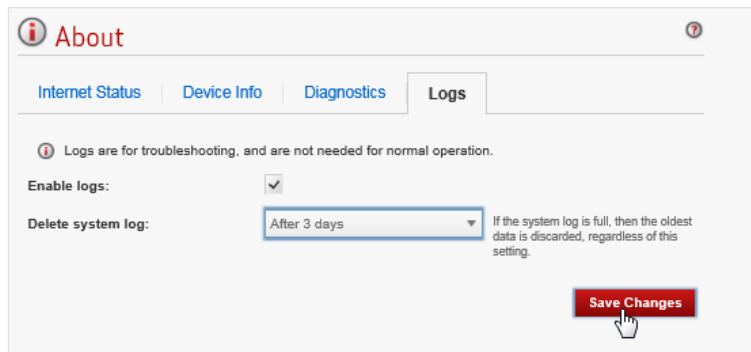 About
Internet Status
Device Info
Diagnostics
Logs
Logs are for troubleshooting, and are not needed for normal operation.
Enable logs:
Delete system log:
After 3 days
If the system log is full, then the oldest
data is discarded, regardless of this
setting.
Save Changes